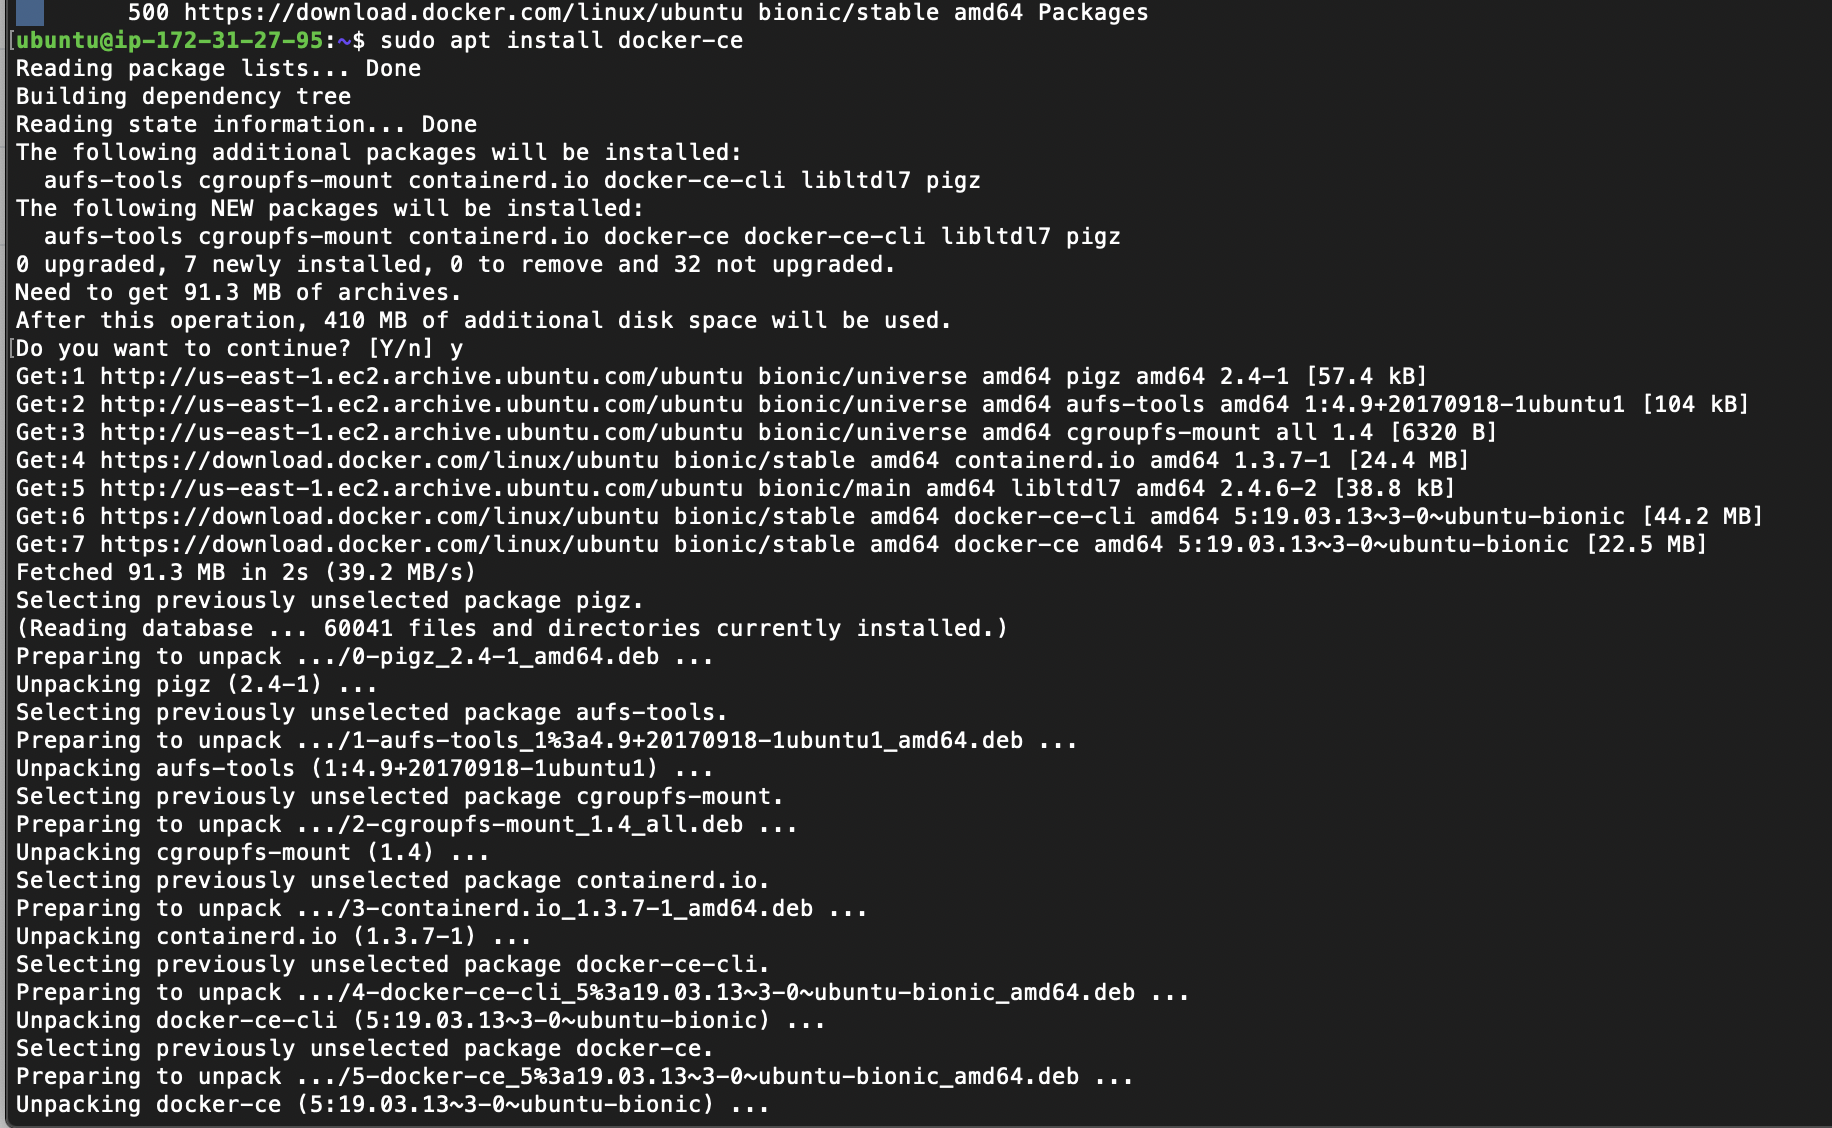 500 https://download.docker.com/linux/ubuntu bionic/stable amd64 Packages
[ubuntu@ip-172-31-27-95:~$ sudo apt install docker-ce
Reading package lists... Done
Building dependency tree
Reading state information... Done
The following additional packages will be installed:
  aufs-tools cgroupfs-mount containerd.io docker-ce-cli libltdl7 pigz
The following NEW packages will be installed:
  aufs-tools cgroupfs-mount containerd.io docker-ce docker-ce-cli libltdl7 pigz
0 upgraded, 7 newly installed, 0 to remove and 32 not upgraded.
Need to get 91.3 MB of archives.
After this operation, 410 MB of additional disk space will be used.
[Do you want to continue? [Y/n] y
Get:1 http://us-east-1.ec2.archive.ubuntu.com/ubuntu bionic/universe amd64 pigz amd64 2.4-1 [57.4 kB]
Get:2 http://us-east-1.ec2.archive.ubuntu.com/ubuntu bionic/universe amd64 aufs-tools amd64 1:4.9+20170918-1ubuntu1 [104 kB]
Get:3 http://us-east-1.ec2.archive.ubuntu.com/ubuntu bionic/universe amd64 cgroupfs-mount all 1.4 [6320 B]
Get:4 https://download.docker.com/linux/ubuntu bionic/stable amd64 containerd.io amd64 1.3.7-1 [24.4 MB]
Get:5 http://us-east-1.ec2.archive.ubuntu.com/ubuntu bionic/main amd64 libltdl7 amd64 2.4.6-2 [38.8 kB]
Get:6 https://download.docker.com/linux/ubuntu bionic/stable amd64 docker-ce-cli amd64 5:19.03.13~3-0~ubuntu-bionic [44.2 MB]
Get:7 https://download.docker.com/linux/ubuntu bionic/stable amd64 docker-ce amd64 5:19.03.13~3-0~ubuntu-bionic [22.5 MB]
Fetched 91.3 MB in 2s (39.2 MB/s)
Selecting previously unselected package pigz.
(Reading database ... 60041 files and directories currently installed.)
Preparing to unpack .../0-pigz_2.4-1_amd64.deb ...
Unpacking pigz (2.4-1) ...
Selecting previously unselected package aufs-tools.
Preparing to unpack .../1-aufs-tools_1%3a4.9+20170918-1ubuntu1_amd64.deb ...
Unpacking aufs-tools (1:4.9+20170918-1ubuntu1) ...
Selecting previously unselected package cgroupfs-mount.
Preparing to unpack .../2-cgroupfs-mount_1.4_all.deb ...
Unpacking cgroupfs-mount (1.4) ...
Selecting previously unselected package containerd.io.
Preparing to unpack .../3-containerd.io_1.3.7-1_amd64.deb ...
Unpacking containerd.io (1.3.7-1) ...
Selecting previously unselected package docker-ce-cli.
Preparing to unpack .../4-docker-ce-cli_5%3a19.03.13~3-0~ubuntu-bionic_amd64.deb ...
Unpacking docker-ce-cli (5:19.03.13~3-0~ubuntu-bionic) ...
Selecting previously unselected package docker-ce.
Preparing to unpack .../5-docker-ce_5%3a19.03.13~3-0~ubuntu-bionic_amd64.deb ...
Unpacking docker-ce (5:19.03.13~3-0~ubuntu-bionic) ...